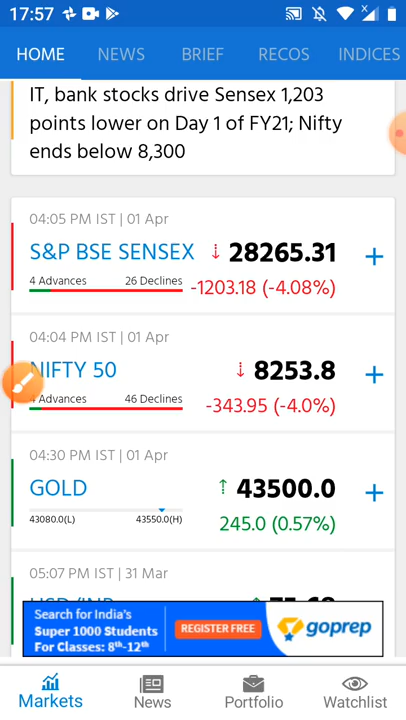 17:57
HOME NEWS BRIEF RECOS INDICES
IT, bank stocks drive Sensex 1,203
points lower on Day 1 of FY21; Nifty
ends below 8,300
04:05 PM IST | 01 Apr
S&P BSE SENSEX ↓ 28265.31 +
4 Advances 26 Declines
-1203.18 (-4.08%)
04:04 PM IST | 01 Apr
NIFTY 50 ↓ 8253.8 +
4 Advances 46 Declines
-343.95 (-4.0%)
04:30 PM IST | 01 Apr
GOLD ↑ 43500.0 +
43080.0(L) 43550.0(H)
245.0 (0.57%)
05:07 PM IST | 31 Mar
USD/INR
Search for India's
Super 1000 Students
For Classes: 8th-12th
REGISTER FREE
goprep
Markets News Portfolio Watchlist